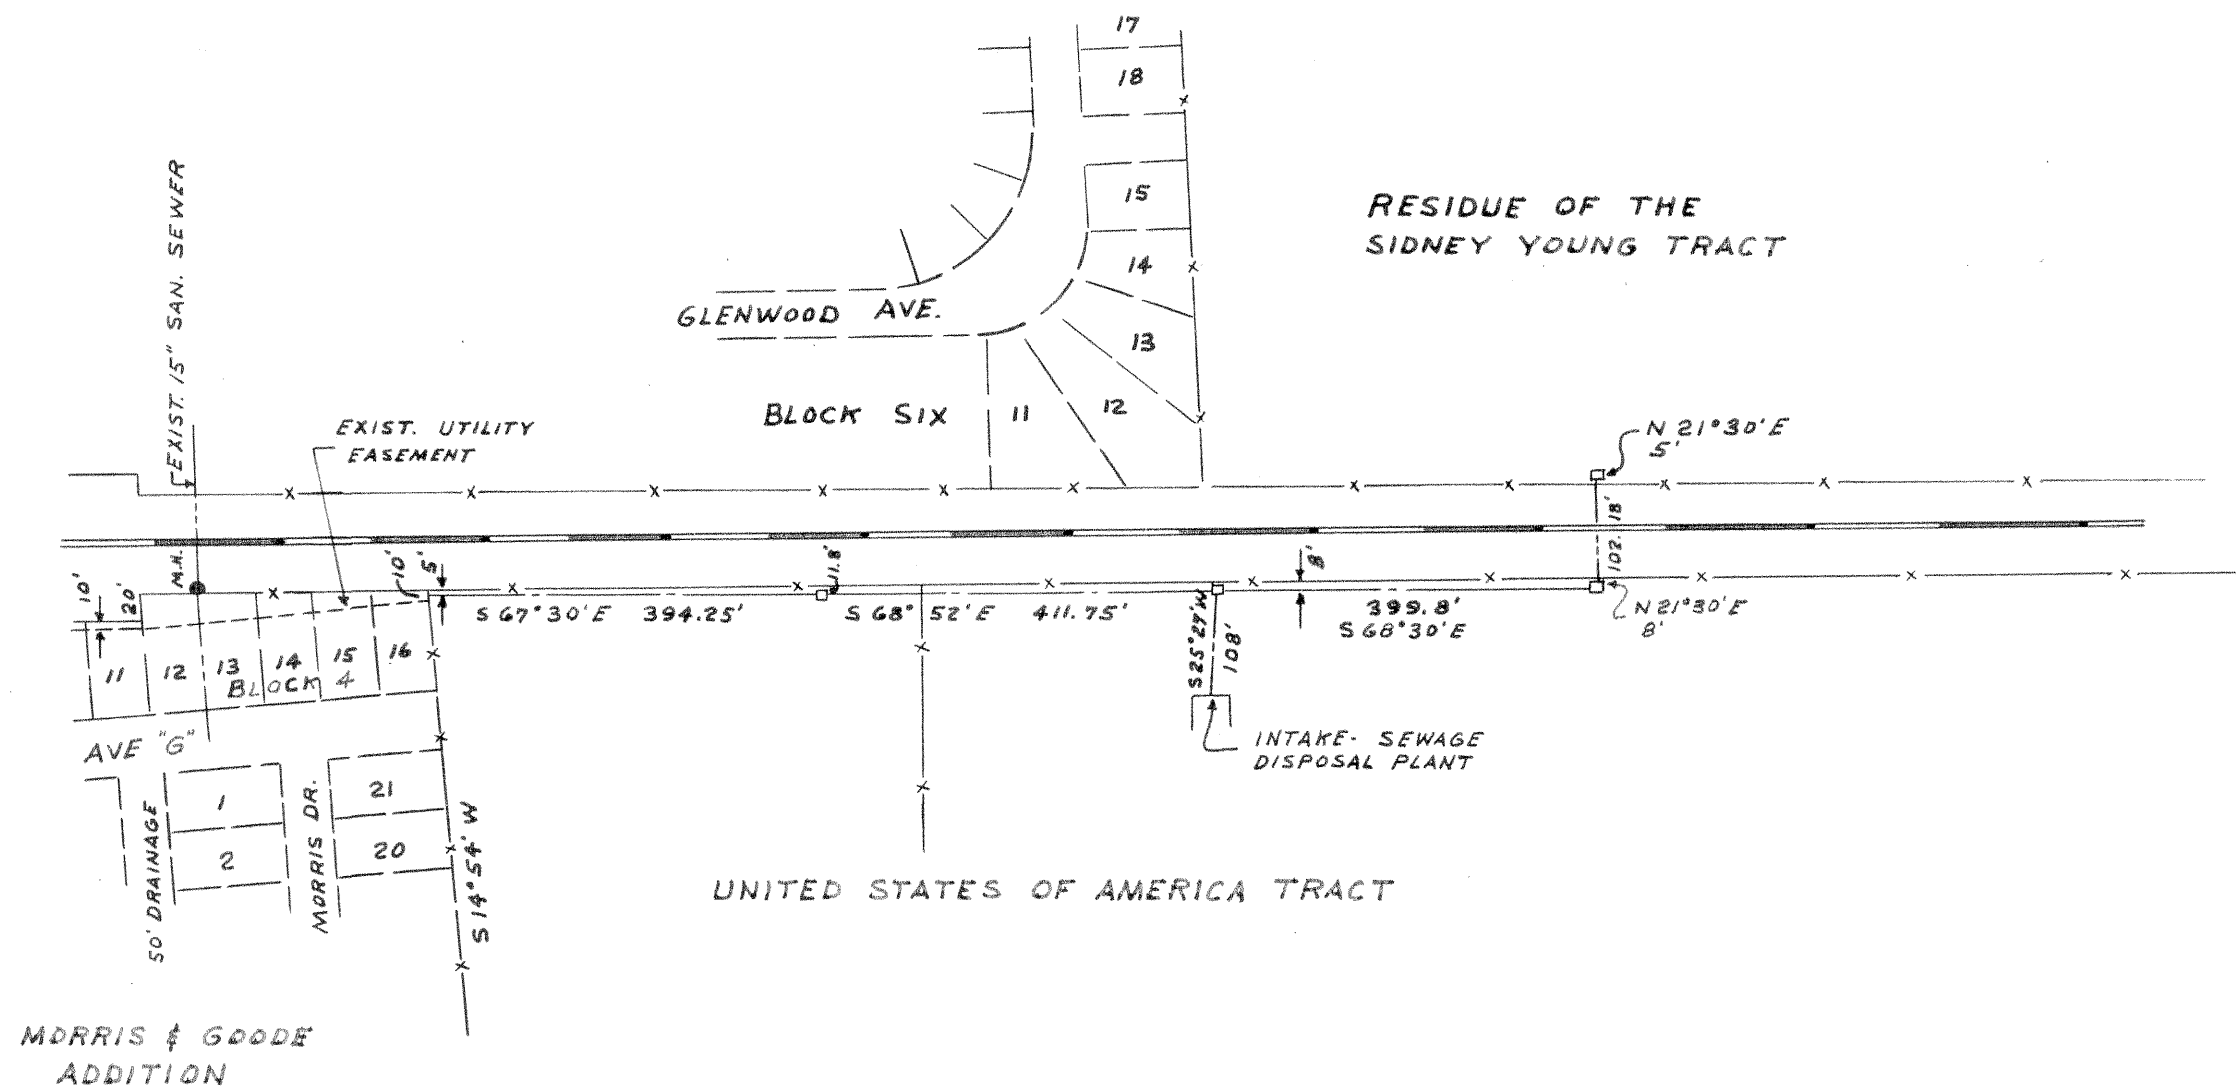 17
18
15
14
13
12
11
RESIDUE OF THE
SIDNEY YOUNG TRACT
GLENWOOD AVE.
BLOCK SIX
EXIST. 15" SAN. SEWER
EXIST. UTILITY
EASEMENT
N 21°30'E
5'
102.18'
M.H.
10'
20'
10'
5'
11.8'
8'
S 67°30'E 394.25'
S 68°52'E 411.75'
399.8'
S 68°30'E
N 21°30'E
8'
S 25°27'W
108'
11
12
13
14
15
16
BLOCK 4
AVE "G"
INTAKE- SEWAGE
DISPOSAL PLANT
1
2
21
20
50' DRAINAGE
MORRIS DR.
S 14°54' W
UNITED STATES OF AMERICA TRACT
MORRIS & GOODE
ADDITION